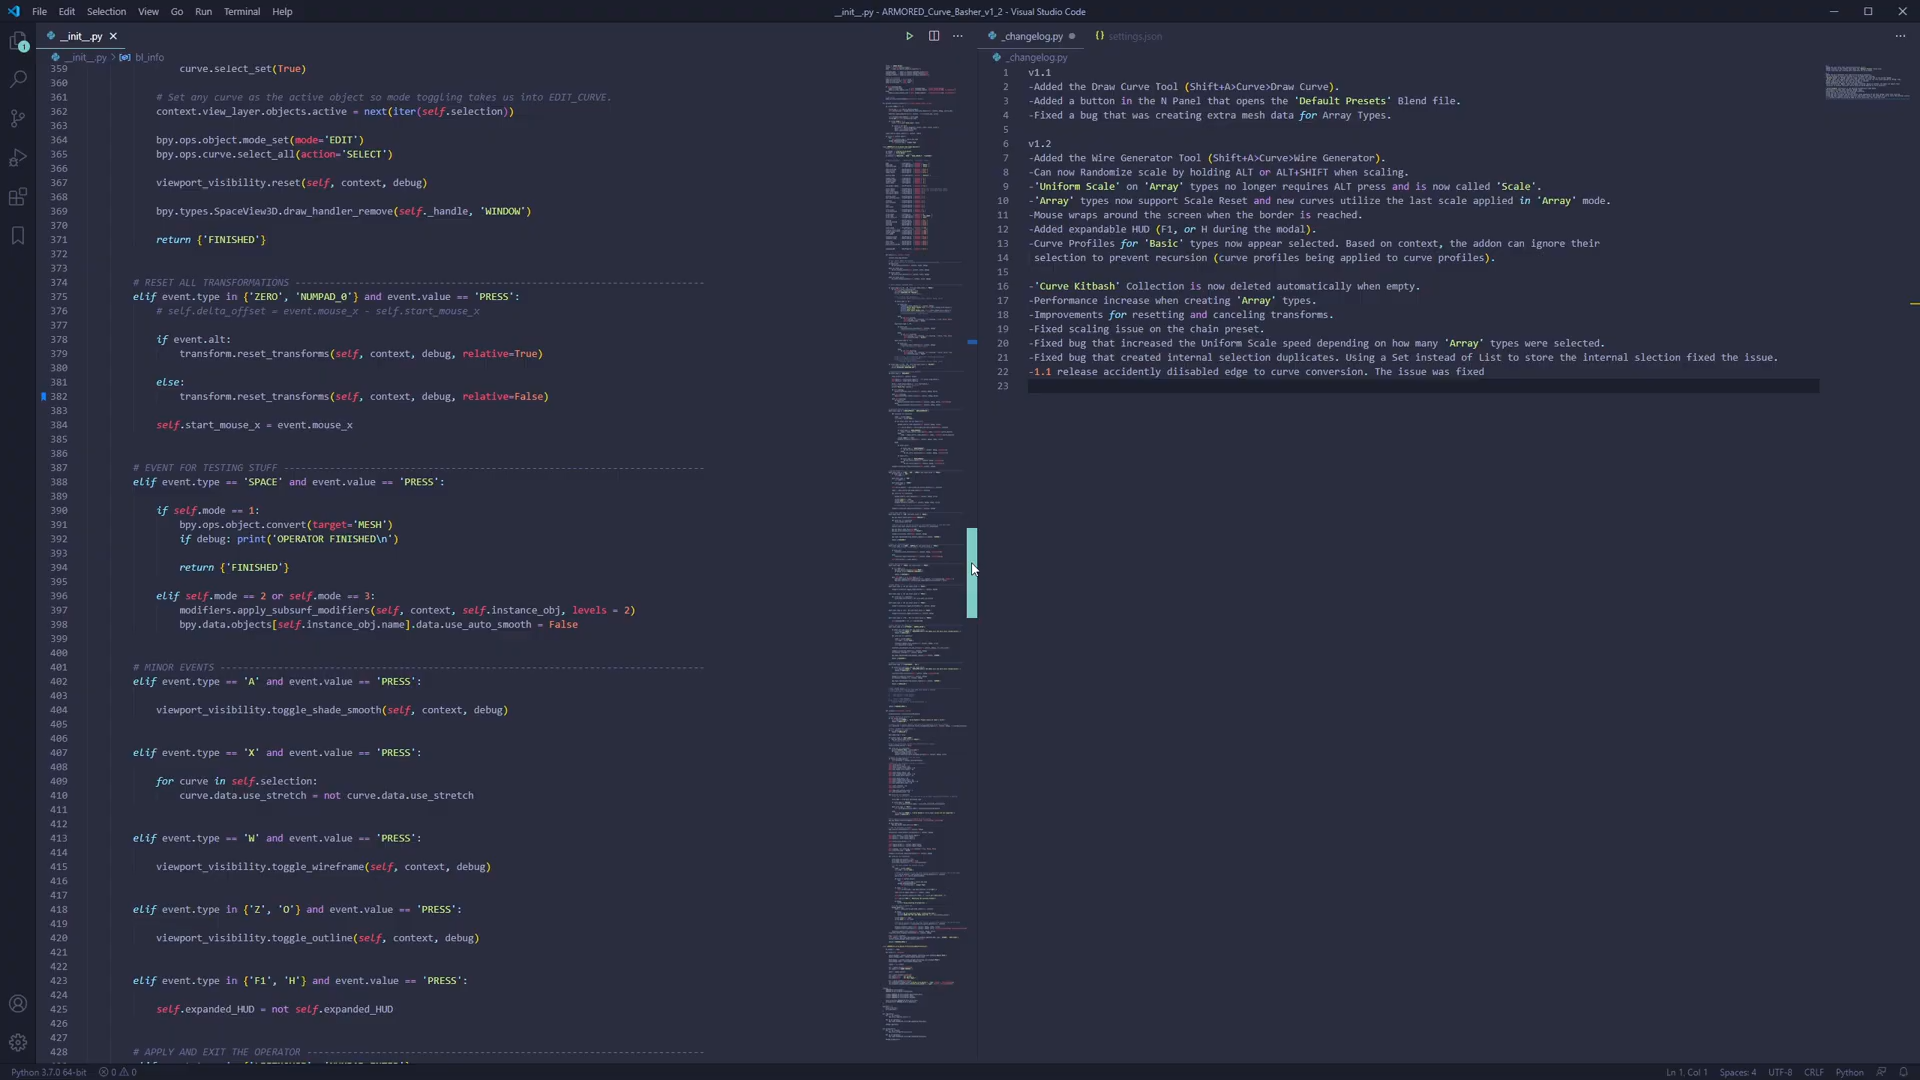 File Edit Selection View Go Run Terminal Help
__init__.py - ARMORED_Curve_Basher_v1_2 - Visual Studio Code
__init__.py
__init__.py > bl_info
359 curve.select_set(True)
360
361 # Set any curve as the active object so mode toggling takes us into EDIT_CURVE.
362 context.view_layer.objects.active = next(iter(self.selection))
363
364 bpy.ops.object.mode_set(mode='EDIT')
365 bpy.ops.curve.select_all(action='SELECT')
366
367 viewport_visibility.reset(self, context, debug)
368
369 bpy.types.SpaceView3D.draw_handler_remove(self._handle, 'WINDOW')
370
371 return {'FINISHED'}
372
373
374 # RESET ALL TRANSFORMATIONS ------------------------------------------------------------------------
375 elif event.type in {'ZERO', 'NUMPAD_0'} and event.value == 'PRESS':
376 # self.delta_offset = event.mouse_x - self.start_mouse_x
377
378 if event.alt:
379 transform.reset_transforms(self, context, debug, relative=True)
380
381 else:
382 transform.reset_transforms(self, context, debug, relative=False)
383
384 self.start_mouse_x = event.mouse_x
385
386
387 # EVENT FOR TESTING STUFF --------------------------------------------------------------------------
388 elif event.type == 'SPACE' and event.value == 'PRESS':
389
390 if self.mode == 1:
391 bpy.ops.object.convert(target='MESH')
392 if debug: print('OPERATOR FINISHED\n')
393
394 return {'FINISHED'}
395
396 elif self.mode == 2 or self.mode == 3:
397 modifiers.apply_subsurf_modifiers(self, context, self.instance_obj, levels = 2)
398 bpy.data.objects[self.instance_obj.name].data.use_auto_smooth = False
399
400
401 # MINOR EVENTS -------------------------------------------------------------------------------------
402 elif event.type == 'A' and event.value == 'PRESS':
403
404 viewport_visibility.toggle_shade_smooth(self, context, debug)
405
406
407 elif event.type == 'X' and event.value == 'PRESS':
408
409 for curve in self.selection:
410 curve.data.use_stretch = not curve.data.use_stretch
411
412
413 elif event.type == 'W' and event.value == 'PRESS':
414
415 viewport_visibility.toggle_wireframe(self, context, debug)
416
417
418 elif event.type in {'Z', 'O'} and event.value == 'PRESS':
419
420 viewport_visibility.toggle_outline(self, context, debug)
421
422
423 elif event.type in {'F1', 'H'} and event.value == 'PRESS':
424
425 self.expanded_HUD = not self.expanded_HUD
426
427
428 # APPLY AND EXIT THE OPERATOR ----------------------------------------------------------------------
_changelog.py {} settings.json
_changelog.py
1 v1.1
2 -Added the Draw Curve Tool (Shift+A>Curve>Draw Curve).
3 -Added a button in the N Panel that opens the 'Default Presets' Blend file.
4 -Fixed a bug that was creating extra mesh data for Array Types.
5
6 v1.2
7 -Added the Wire Generator Tool (Shift+A>Curve>Wire Generator).
8 -Can now Randomize scale by holding ALT or ALT+SHIFT when scaling.
9 -'Uniform Scale' on 'Array' types no longer requires ALT press and is now called 'Scale'.
10 -'Array' types now support Scale Reset and new curves utilize the last scale applied in 'Array' mode.
11 -Mouse wraps around the screen when the border is reached.
12 -Added expandable HUD (F1, or H during the modal).
13 -Curve Profiles for 'Basic' types now appear selected. Based on context, the addon can ignore their
14 selection to prevent recursion (curve profiles being applied to curve profiles).
15
16 -'Curve Kitbash' Collection is now deleted automatically when empty.
17 -Performance increase when creating 'Array' types.
18 -Improvements for resetting and canceling transforms.
19 -Fixed scaling issue on the chain preset.
20 -Fixed bug that increased the Uniform Scale speed depending on how many 'Array' types were selected.
21 -Fixed bug that created internal selection duplicates. Using a Set instead of List to store the internal slection fixed the issue.
22 -1.1 release accidently diisabled edge to curve conversion. The issue was fixed
23
Python 3.7.0 64-bit 0 0
Ln 1, Col 1 Spaces: 4 UTF-8 CRLF Python